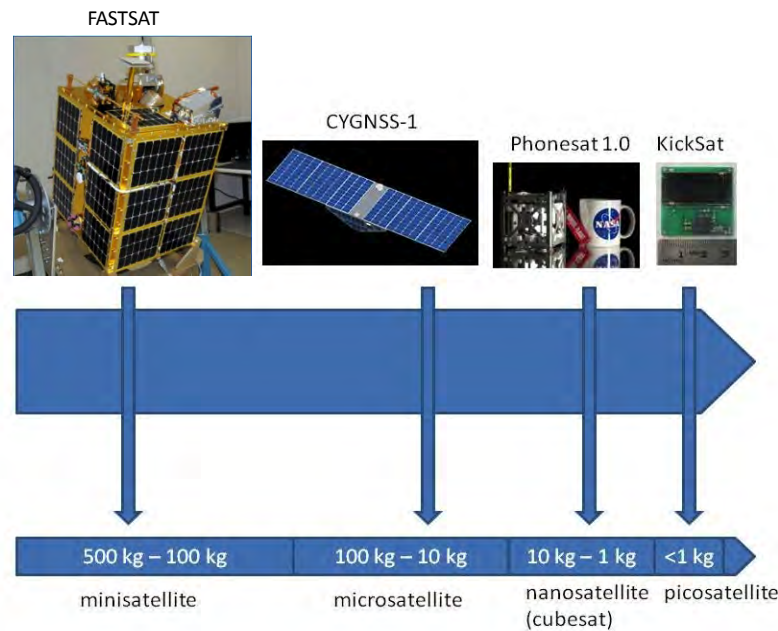 FASTSAT
CYGNSS-1
Phonesat 1.0
KickSat
NASA
500 kg – 100 kg
100 kg – 10 kg
10 kg – 1 kg
<1 kg
minisatellite
microsatellite
nanosatellite
(cubesat)
picosatellite